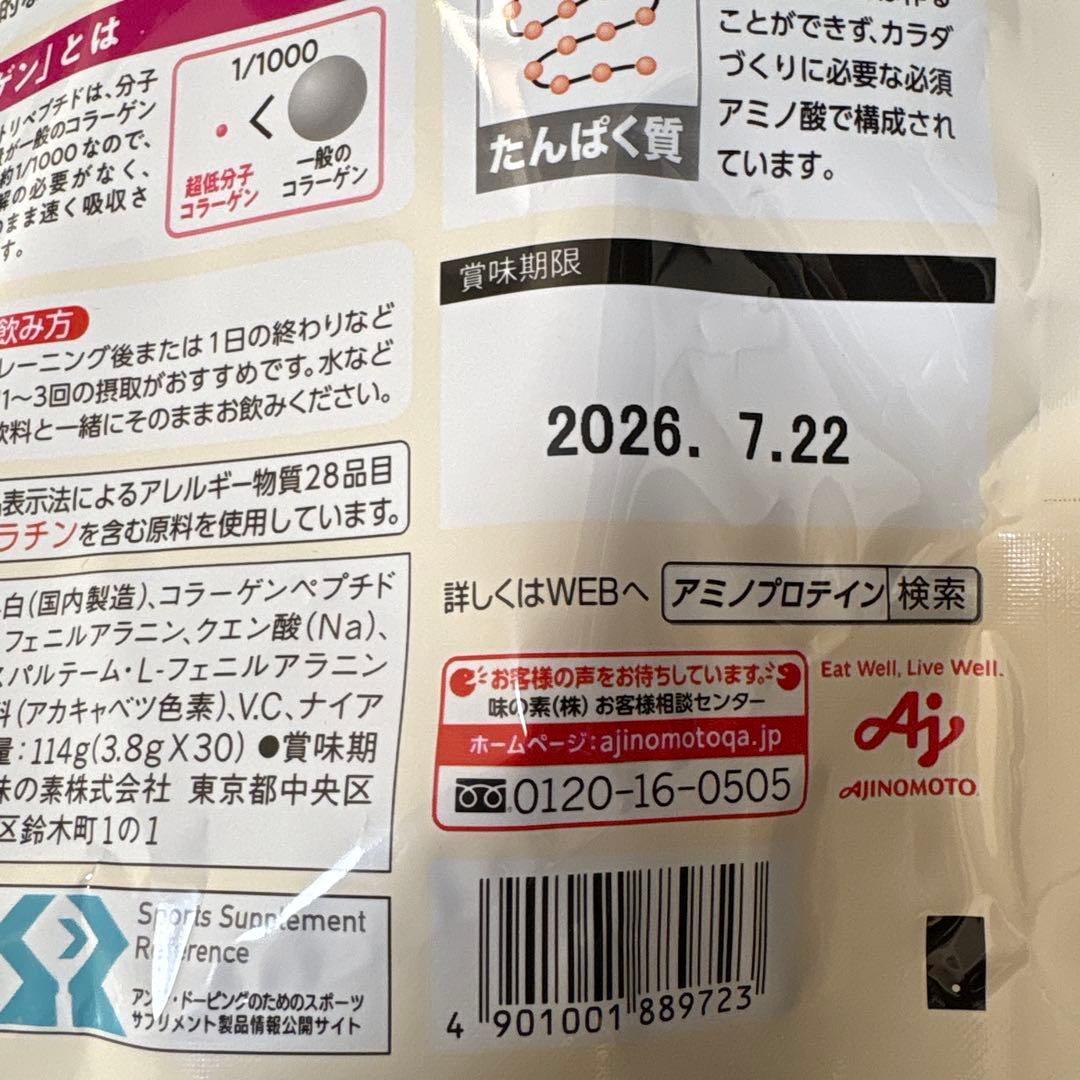 ゲン」とは
トリペプチドは、分子
が一般のコラーゲン
約1/1000なので、
解の必要がなく、
まま速く吸収さ
す。
1/1000
<
超低分子
コラーゲン
一般の
コラーゲン
たんぱく質
ことができず、カラダ
づくりに必要な必須
アミノ酸で構成され
ています。
飲み方
レーニング後または1日の終わりなど
1~3回の摂取がおすすめです。水など
飲料と一緒にそのままお飲みください。
表示法によるアレルギー物質28品目
ラチンを含む原料を使用しています。
白(国内製造)、コラーゲンペプチド
フェニルアラニン、クエン酸(Na)、
スパルテーム・L-フェニルアラニン
料(アカキャベツ色素)、V.C、ナイア
量:114g(3.8g×30) ●賞味期
味の素株式会社 東京都中央区
区鈴木町1の1
Sports Supplement
Reference
アンチ・ドーピングのためのスポーツ
サプリメント製品情報公開サイト
賞味期限
2026. 7.22
詳しくはWEBへ アミノプロテイン 検索
お客様の声をお待ちしています。
味の素(株) お客様相談センター
ホームページ:ajinomotoqa.jp
0120-16-0505
Eat Well, Live Well.
Aj
AJINOMOTO
4 901001 889723